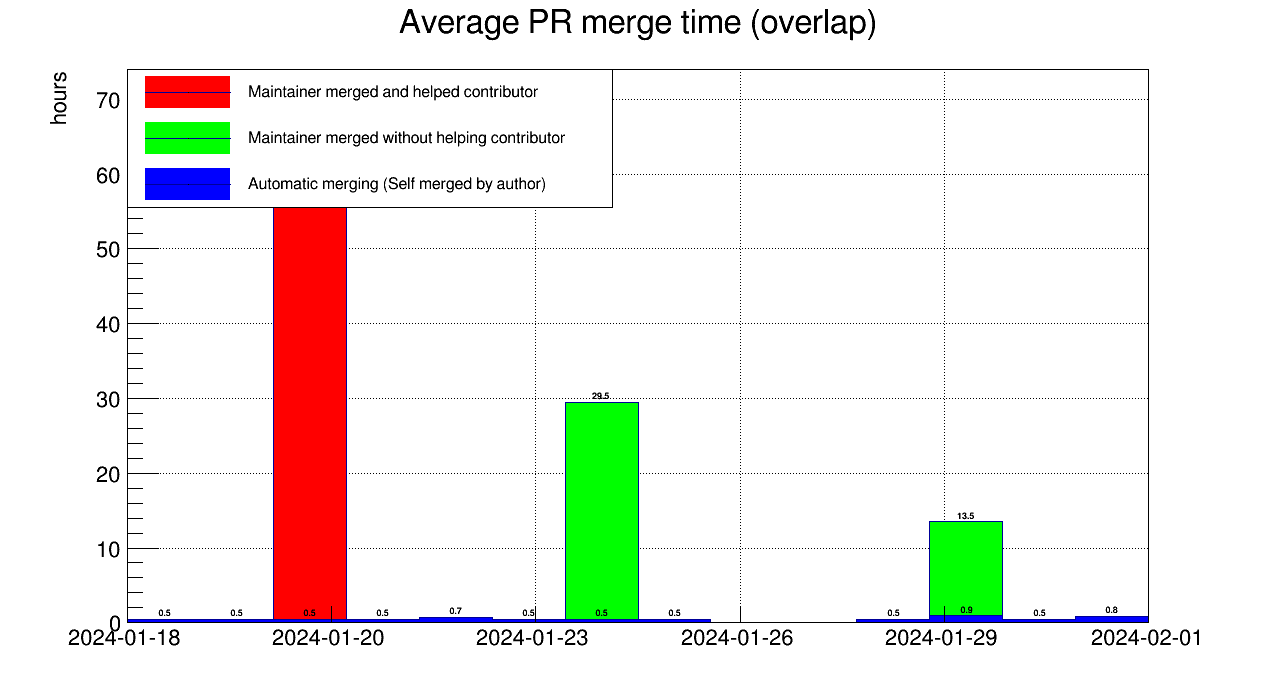 Average PR merge time (overlap)
hours
70
60
50
40
30
20
10
0
Maintainer merged and helped contributor
Maintainer merged without helping contributor
Automatic merging (Self merged by author)
29.5
13.5
0.5 0.5 0.5 0.5 0.7 0.5 0.5 0.5 0.5 0.9 0.5 0.8
2024-01-18 2024-01-20 2024-01-23 2024-01-26 2024-01-29 2024-02-01